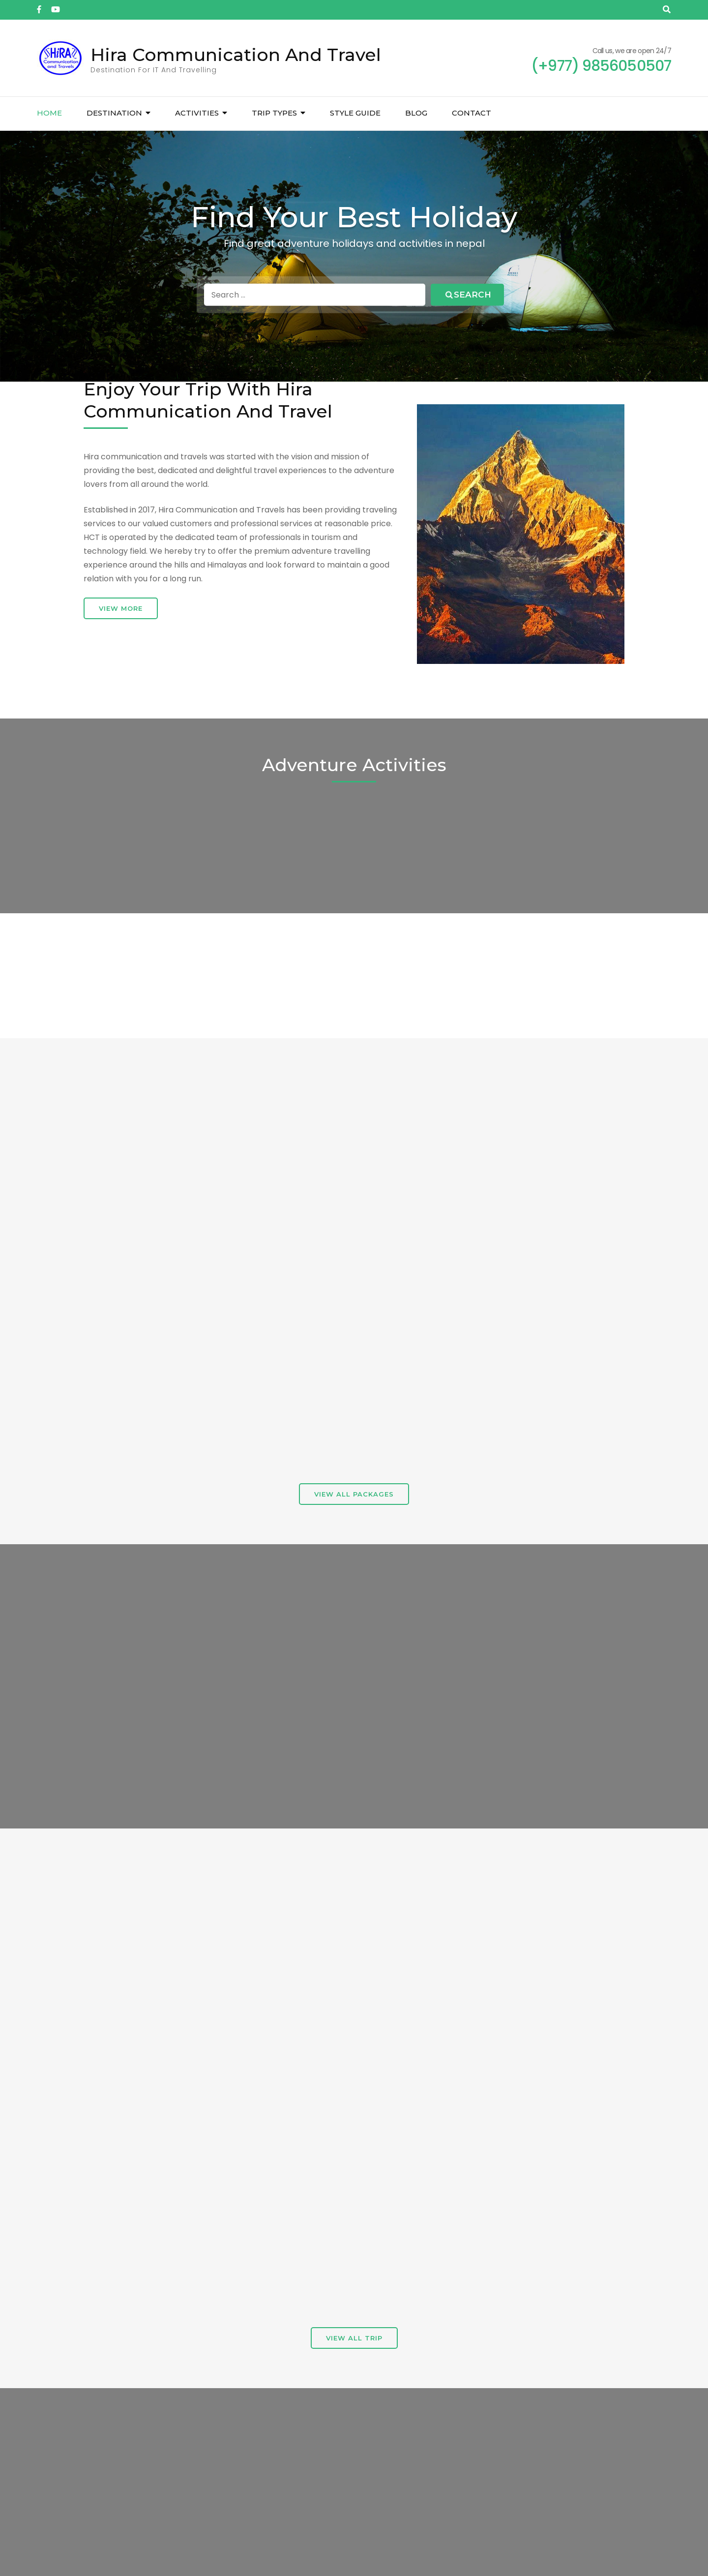 HiRA
Communication
and Travels
Hira Communication And Travel
Destination For IT And Travelling
Call us, we are open 24/7
(+977) 9856050507
HOME DESTINATION ACTIVITIES TRIP TYPES STYLE GUIDE BLOG CONTACT
Find Your Best Holiday
Find great adventure holidays and activities in nepal
Search ...
SEARCH
Enjoy Your Trip With Hira
Communication And Travel
Hira communication and travels was started with the vision and mission of
providing the best, dedicated and delightful travel experiences to the adventure
lovers from all around the world.
Established in 2017, Hira Communication and Travels has been providing traveling
services to our valued customers and professional services at reasonable price.
HCT is operated by the dedicated team of professionals in tourism and
technology field. We hereby try to offer the premium adventure travelling
experience around the hills and Himalayas and look forward to maintain a good
relation with you for a long run.
VIEW MORE
Adventure Activities
VIEW ALL PACKAGES
VIEW ALL TRIP